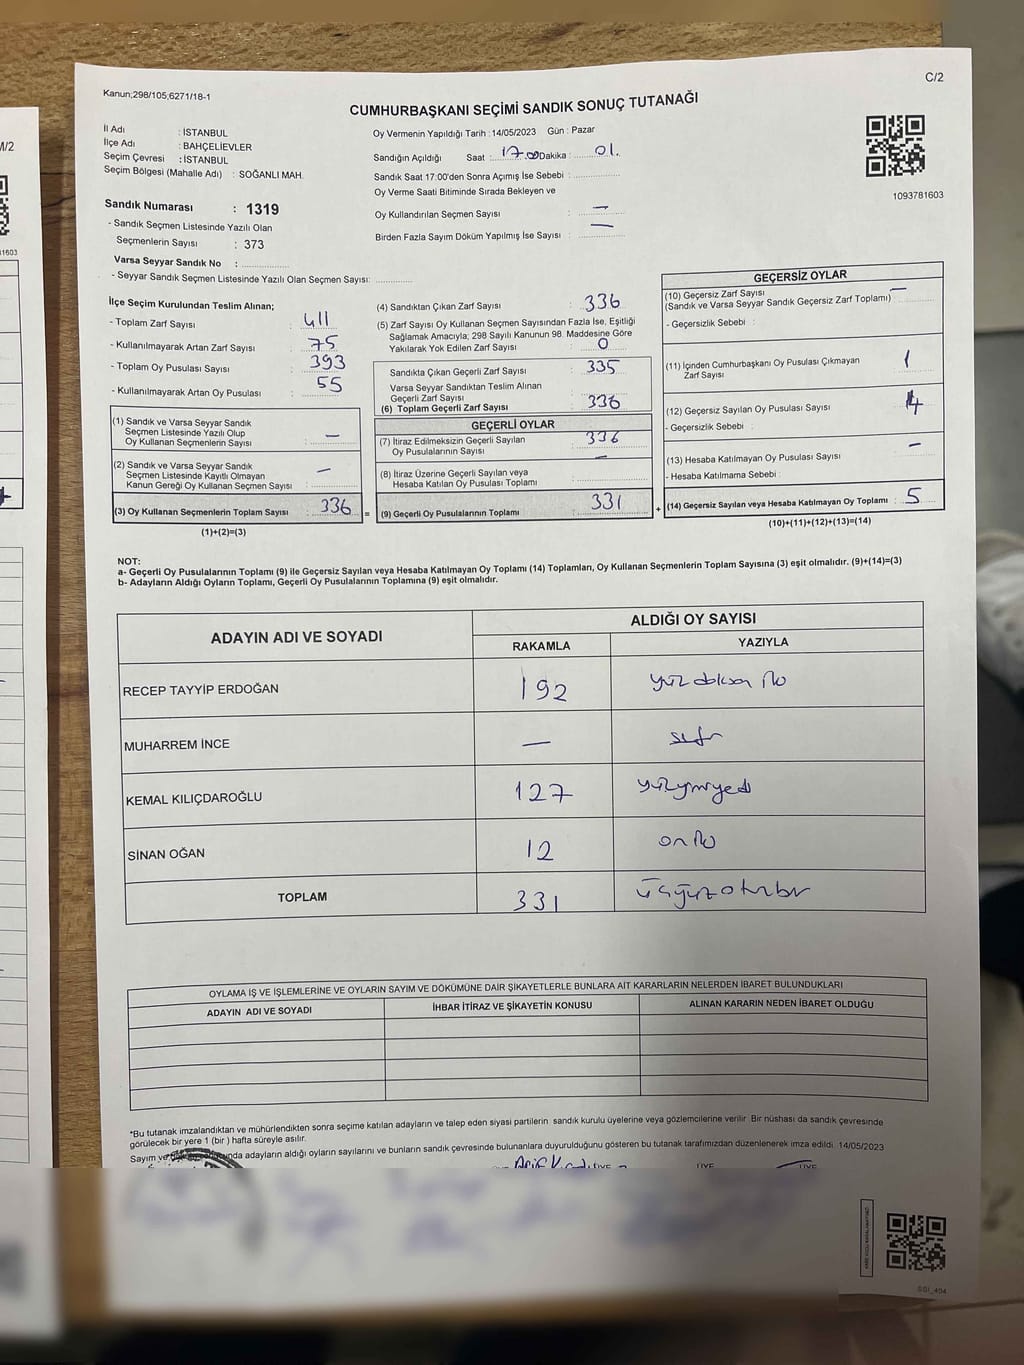 C/2
Kanun;298/105;6271/18-1
CUMHURBAŞKANI SEÇİMİ SANDIK SONUÇ TUTANAĞI
İl Adı : İSTANBUL
İlçe Adı : BAHÇELİEVLER
Seçim Çevresi : İSTANBUL
Seçim Bölgesi (Mahalle Adı) : SOĞANLI MAH.
Oy Vermenin Yapıldığı Tarih : 14/05/2023 Gün : Pazar
Sandığın Açıldığı Saat : 17.00 Dakika : 01.
Sandık Saat 17:00'den Sonra Açımış İse Sebebi :
Oy Verme Saati Bitiminde Sırada Bekleyen ve
Oy Kullandırılan Seçmen Sayısı : —
Birden Fazla Sayım Döküm Yapılmış İse Sayısı : —
1093781603
Sandık Numarası : 1319
- Sandık Seçmen Listesinde Yazılı Olan
Seçmenlerin Sayısı : 373
Varsa Seyyar Sandık No :
- Seyyar Sandık Seçmen Listesinde Yazılı Olan Seçmen Sayısı:
İlçe Seçim Kurulundan Teslim Alınan;
- Toplam Zarf Sayısı : 411
- Kullanılmayarak Artan Zarf Sayısı : 75
- Toplam Oy Pusulası Sayısı : 393
- Kullanılmayarak Artan Oy Pusulası : 55
(1) Sandık ve Varsa Seyyar Sandık
Seçmen Listesinde Yazılı Olup
Oy Kullanan Seçmenlerin Sayısı : —
(2) Sandık ve Varsa Seyyar Sandık
Seçmen Listesinde Kayıtlı Olmayan
Kanun Gereği Oy Kullanan Seçmen Sayısı : —
(3) Oy Kullanan Seçmenlerin Toplam Sayısı : 336 =
(1)+(2)=(3)
(4) Sandıktan Çıkan Zarf Sayısı : 336
(5) Zarf Sayısı Oy Kullanan Seçmen Sayısından Fazla İse, Eşitliği
Sağlamak Amacıyla; 298 Sayılı Kanunun 98. Maddesine Göre
Yakılarak Yok Edilen Zarf Sayısı : 0
Sandıkta Çıkan Geçerli Zarf Sayısı : 335
Varsa Seyyar Sandıktan Teslim Alınan
Geçerli Zarf Sayısı :
(6) Toplam Geçerli Zarf Sayısı : 336
GEÇERLİ OYLAR
(7) İtiraz Edilmeksizin Geçerli Sayılan
Oy Pusulalarının Sayısı : 336
(8) İtiraz Üzerine Geçerli Sayılan veya
Hesaba Katılan Oy Pusulası Toplamı : —
(9) Geçerli Oy Pusulalarının Toplamı : 331 +
GEÇERSİZ OYLAR
(10) Geçersiz Zarf Sayısı
(Sandık ve Varsa Seyyar Sandık Geçersiz Zarf Toplamı) : —
- Geçersizlik Sebebi :
(11) İçinden Cumhurbaşkanı Oy Pusulası Çıkmayan
Zarf Sayısı : 1
(12) Geçersiz Sayılan Oy Pusulası Sayısı : 4
- Geçersizlik Sebebi :
(13) Hesaba Katılmayan Oy Pusulası Sayısı : —
- Hesaba Katılmama Sebebi :
(14) Geçersiz Sayılan veya Hesaba Katılmayan Oy Toplamı : 5
(10)+(11)+(12)+(13)=(14)
NOT:
a- Geçerli Oy Pusulalarının Toplamı (9) ile Geçersiz Sayılan veya Hesaba Katılmayan Oy Toplamı (14) Toplamları, Oy Kullanan Seçmenlerin Toplam Sayısına (3) eşit olmalıdır. (9)+(14)=(3)
b- Adayların Aldığı Oyların Toplamı, Geçerli Oy Pusulalarının Toplamına (9) eşit olmalıdır.
ADAYIN ADI VE SOYADI ALDIĞI OY SAYISI
RAKAMLA YAZIYLA
RECEP TAYYİP ERDOĞAN 192 yüz doksan iki
MUHARREM İNCE — sıfır
KEMAL KILIÇDAROĞLU 127 yüzyirmiyedi
SİNAN OĞAN 12 oniki
TOPLAM 331 üçyüzotuzbir
OYLAMA İŞ VE İŞLEMLERİNE VE OYLARIN SAYIM VE DÖKÜMÜNE DAİR ŞİKAYETLERLE BUNLARA AİT KARARLARIN NELERDEN İBARET BULUNDUKLARI
ADAYIN ADI VE SOYADI İHBAR İTİRAZ VE ŞİKAYETİN KONUSU ALINAN KARARIN NEDEN İBARET OLDUĞU
*Bu tutanak imzalandıktan ve mühürlendikten sonra seçime katılan adayların ve talep eden siyasi partilerin sandık kurulu üyelerine veya gözlemcilerine verilir. Bir nüshası da sandık çevresinde
görülecek bir yere 1 (bir ) hafta süreyle asılır.
Sayım ve adayların aldığı oyların sayılarını ve bunların sandık çevresinde bulunanlara duyurulduğunu gösteren bu tutanak tarafımızdan düzenlenerek imza edildi. 14/05/2023
ÜYE ÜYE
SGI_404